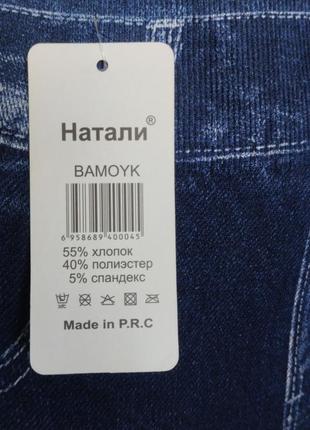 Натали®
BAMOYK
6 958689 400045
55% хлопок
40% полиэстер
5% спандекс
Made in P.R.C